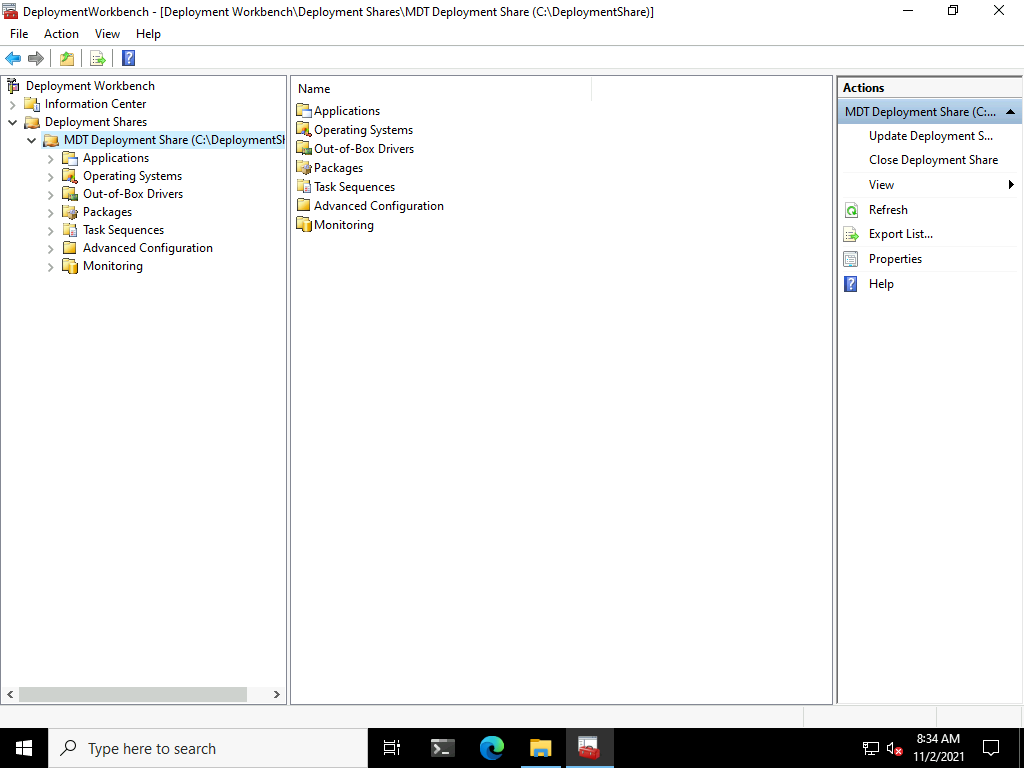 DeploymentWorkbench - [Deployment Workbench\Deployment Shares\MDT Deployment Share (C:\DeploymentShare)]
File Action View Help
Deployment Workbench
Information Center
Deployment Shares
MDT Deployment Share (C:\DeploymentSh
Applications
Operating Systems
Out-of-Box Drivers
Packages
Task Sequences
Advanced Configuration
Monitoring
Name
Applications
Operating Systems
Out-of-Box Drivers
Packages
Task Sequences
Advanced Configuration
Monitoring
Actions
MDT Deployment Share (C:...
Update Deployment S...
Close Deployment Share
View
Refresh
Export List...
Properties
Help
Type here to search
8:34 AM
11/2/2021